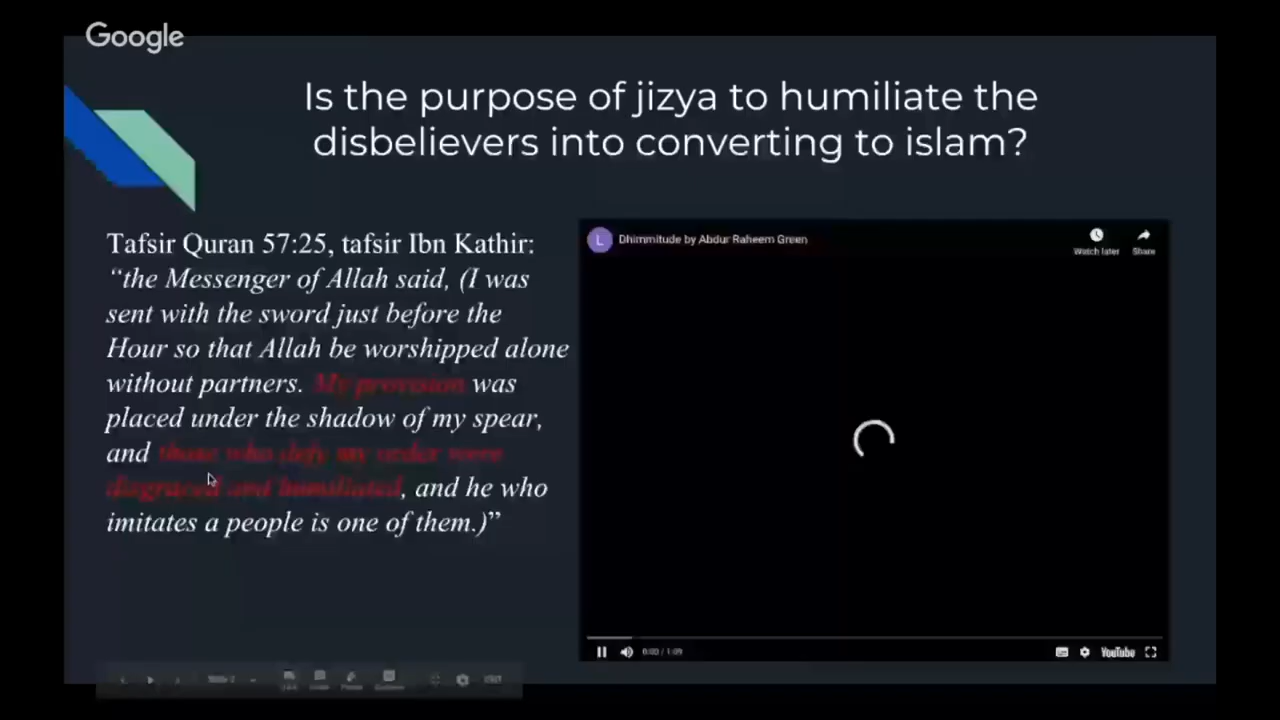 Google
Is the purpose of jizya to humiliate the
disbelievers into converting to islam?
Tafsir Quran 57:25, tafsir Ibn Kathir:
“the Messenger of Allah said, (I was
sent with the sword just before the
Hour so that Allah be worshipped alone
without partners. My provision was
placed under the shadow of my spear,
and those who defy my order were
disgraced and humiliated, and he who
imitates a people is one of them.)”
L
Dhimmitude by Abdur Raheem Green
Watch later
Share
0:00 / 1:09
YouTube